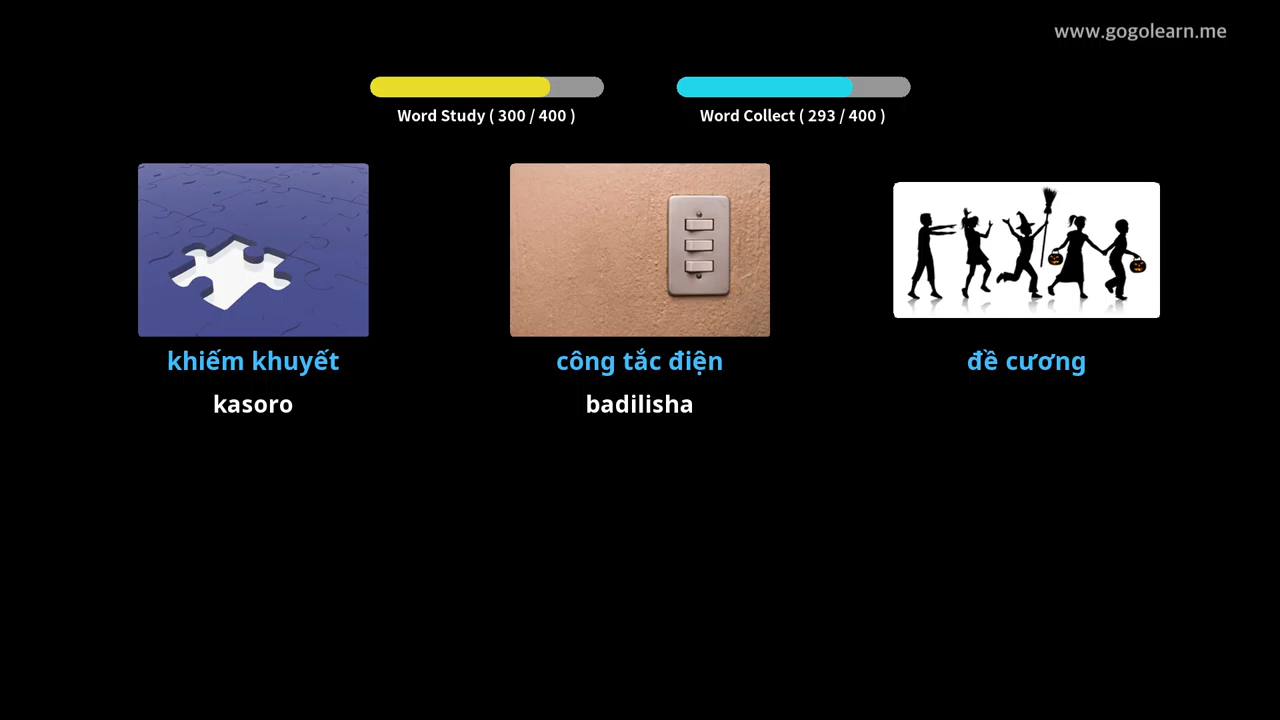 www.gogolearn.me
Word Study ( 300 / 400 )
Word Collect ( 293 / 400 )
khiếm khuyết
kasoro
công tắc điện
badilisha
đề cương